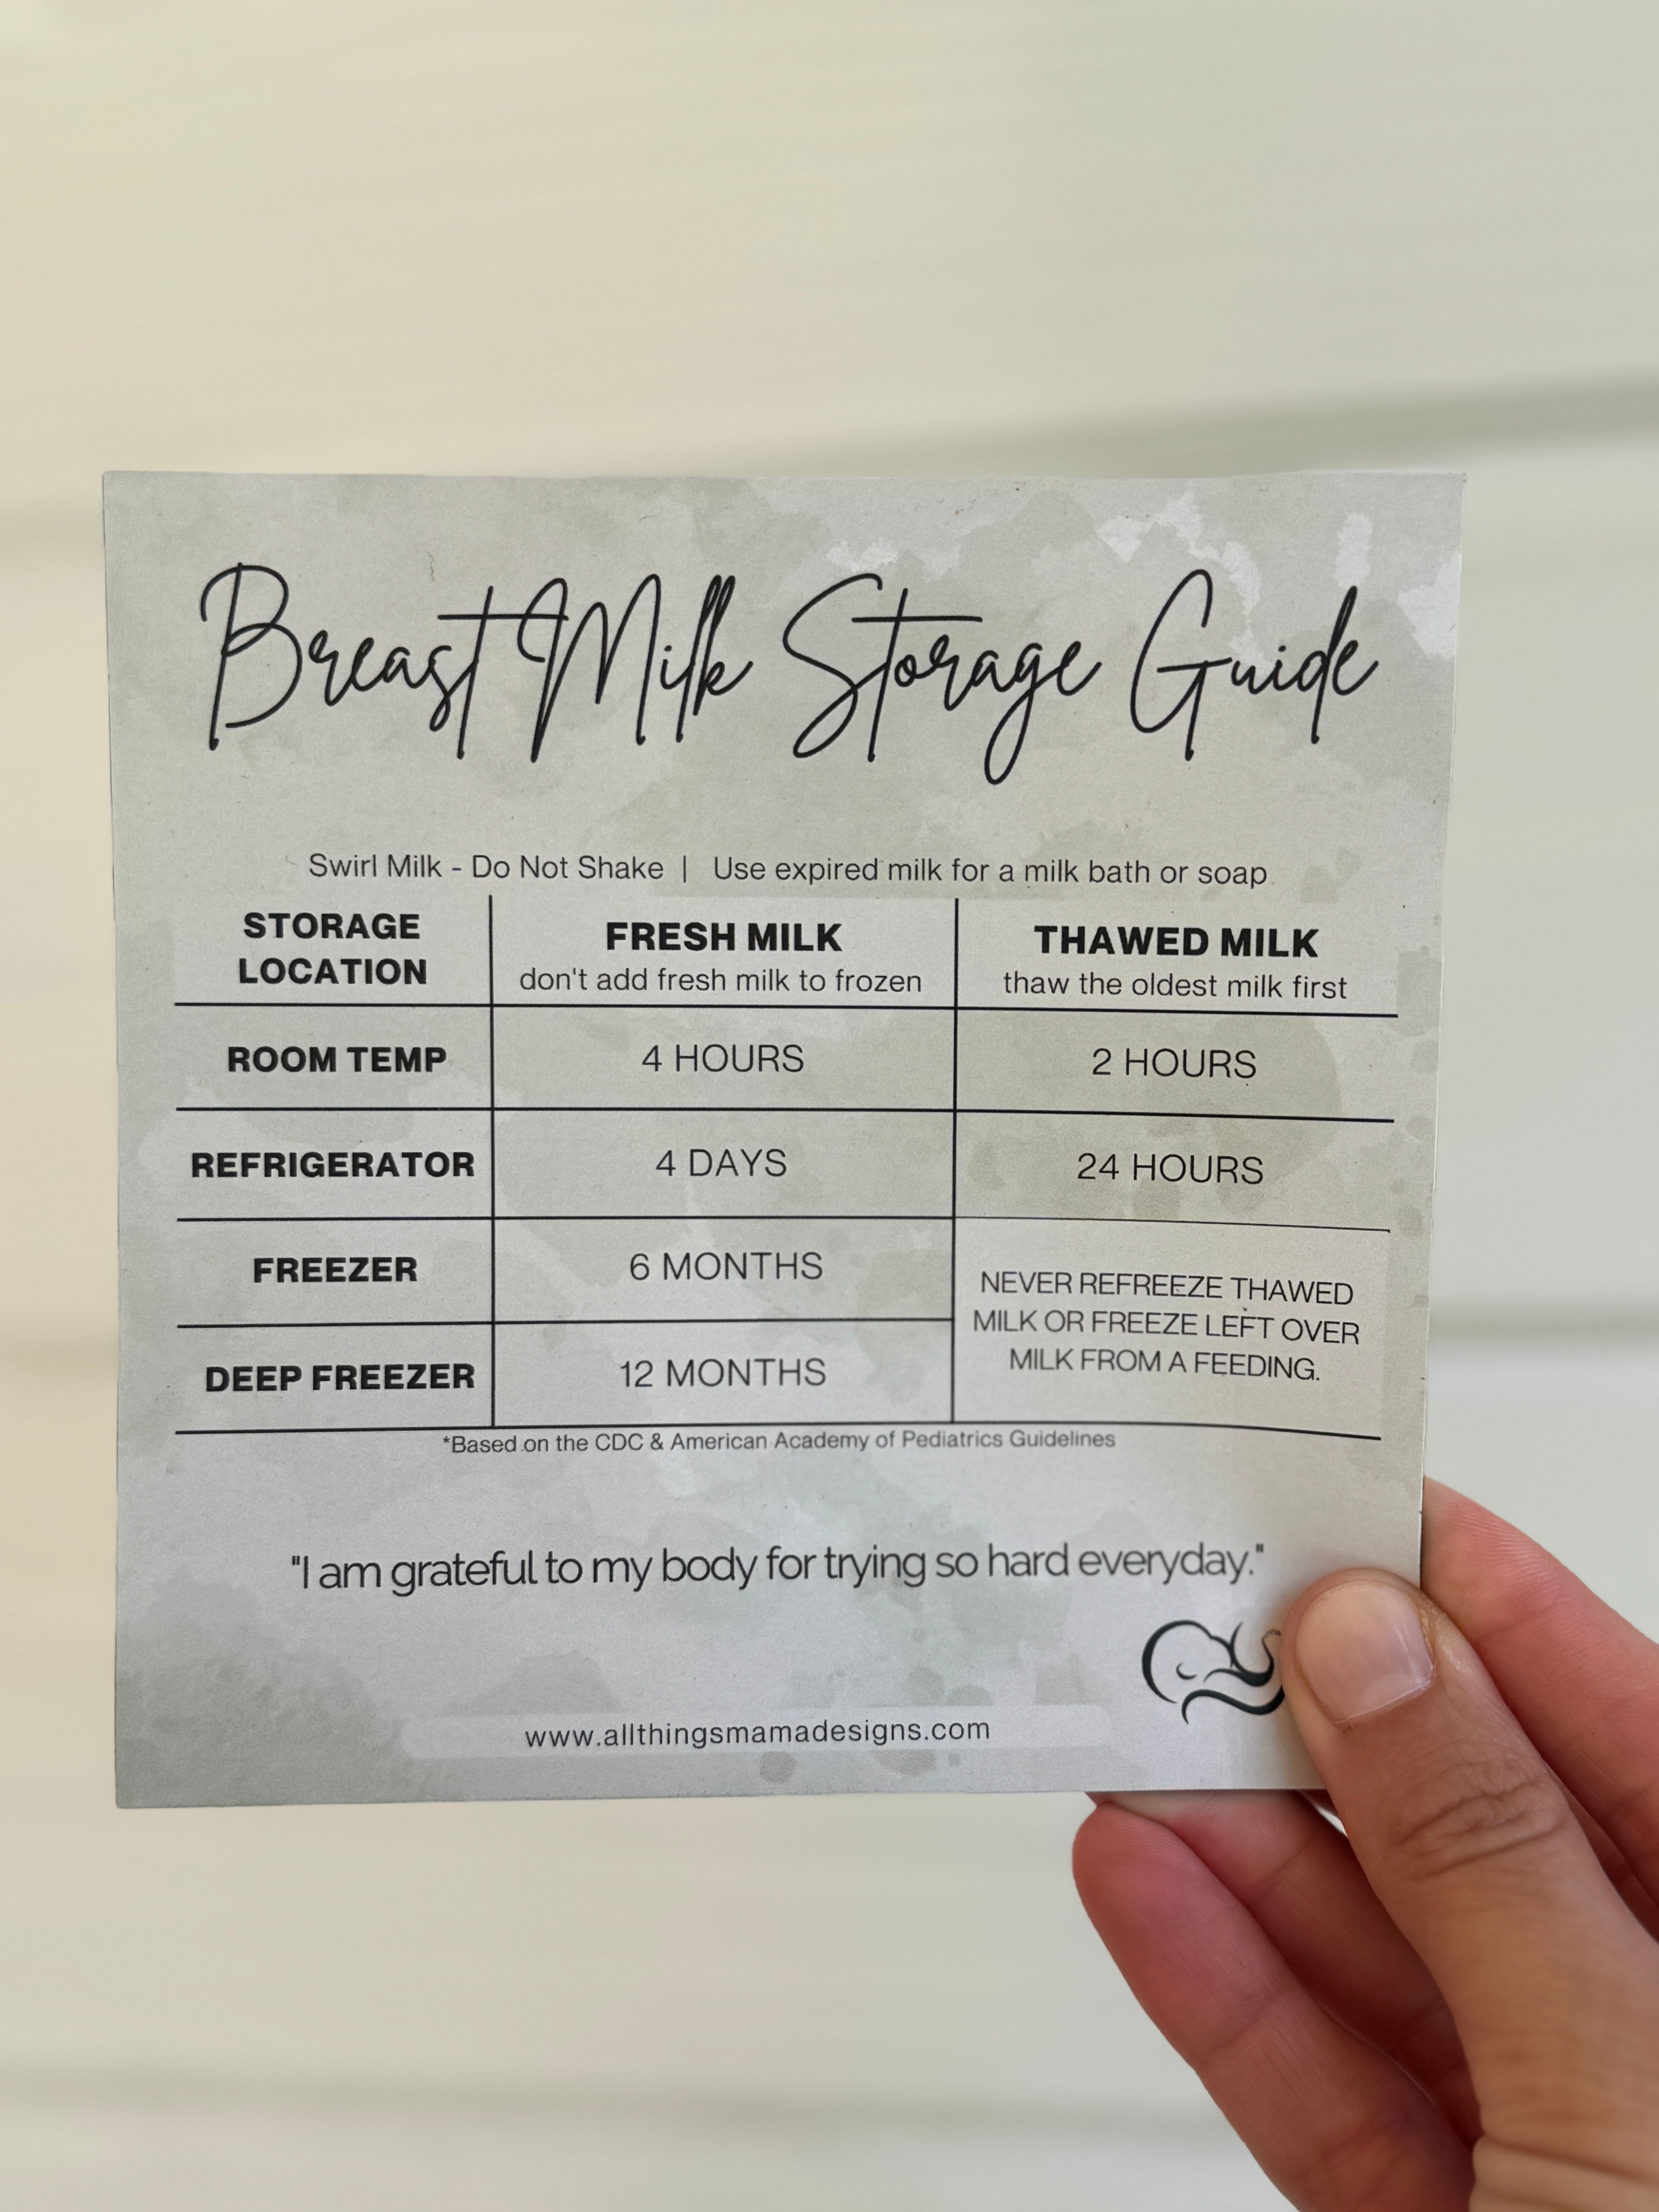 Breast Milk Storage Guide
Swirl Milk - Do Not Shake | Use expired milk for a milk bath or soap
STORAGE
LOCATION
FRESH MILK
don't add fresh milk to frozen
THAWED MILK
thaw the oldest milk first
ROOM TEMP
4 HOURS
2 HOURS
REFRIGERATOR
4 DAYS
24 HOURS
FREEZER
6 MONTHS
DEEP FREEZER
12 MONTHS
NEVER REFREEZE THAWED
MILK OR FREEZE LEFT OVER
MILK FROM A FEEDING.
*Based on the CDC & American Academy of Pediatrics Guidelines
"I am grateful to my body for trying so hard everyday."
www.allthingsmamadesigns.com